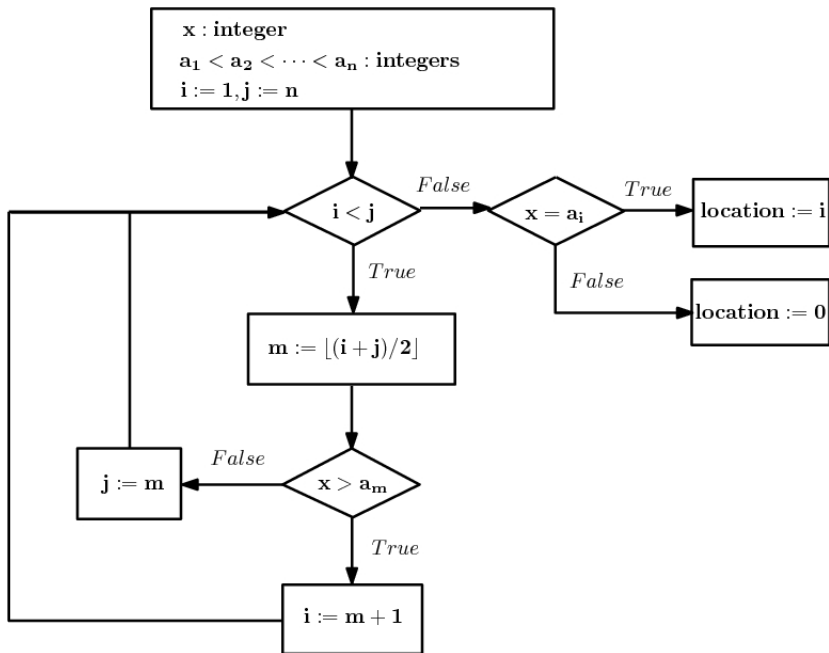 x : integer
a₁ < a₂ < ⋯ < aₙ : integers
i := 1, j := n
i < j
False
x = aᵢ
True
location := i
True
False
location := 0
m := ⌊(i + j)/2⌋
x > aₘ
False
j := m
True
i := m + 1